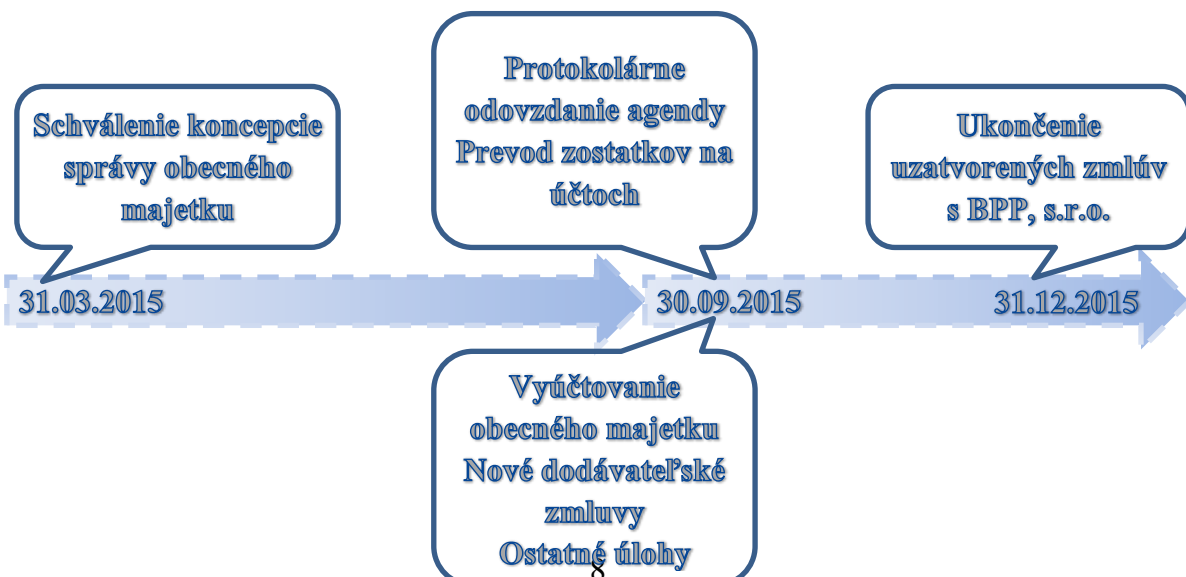 Schválenie koncepcie
správy obecného
majetku
Protokolárne
odovzdanie agendy
Prevod zostatkov na
účtoch
Ukončenie
uzatvorených zmlúv
s BPP, s.r.o.
31.03.2015
30.09.2015
31.12.2015
Vyúčtovanie
obecného majetku
Nové dodávateľské
zmluvy
Ostatné úlohy
8